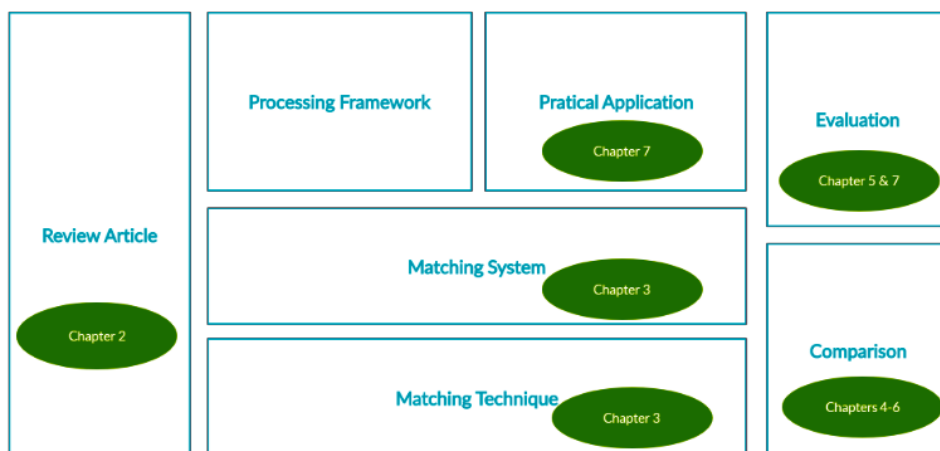 Review Article
Chapter 2
Processing Framework
Pratical Application
Chapter 7
Matching System
Chapter 3
Matching Technique
Chapter 3
Evaluation
Chapter 5 & 7
Comparison
Chapters 4-6